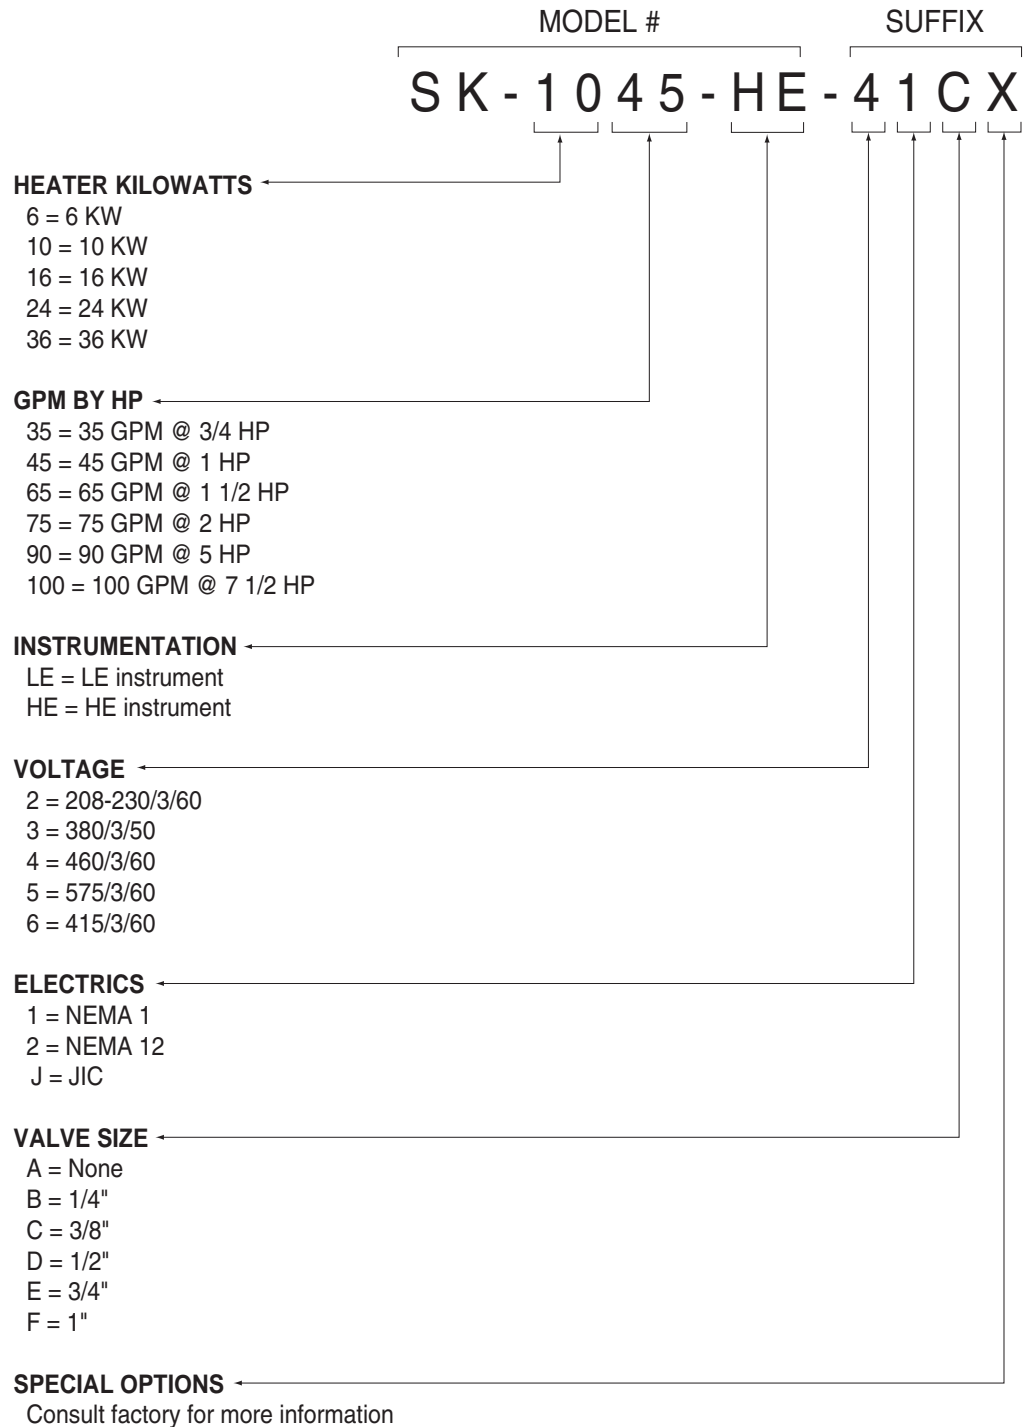 MODEL # SUFFIX
SK-1045-HE-41CX
HEATER KILOWATTS
6 = 6 KW
10 = 10 KW
16 = 16 KW
24 = 24 KW
36 = 36 KW
GPM BY HP
35 = 35 GPM @ 3/4 HP
45 = 45 GPM @ 1 HP
65 = 65 GPM @ 1 1/2 HP
75 = 75 GPM @ 2 HP
90 = 90 GPM @ 5 HP
100 = 100 GPM @ 7 1/2 HP
INSTRUMENTATION
LE = LE instrument
HE = HE instrument
VOLTAGE
2 = 208-230/3/60
3 = 380/3/50
4 = 460/3/60
5 = 575/3/60
6 = 415/3/60
ELECTRICS
1 = NEMA 1
2 = NEMA 12
J = JIC
VALVE SIZE
A = None
B = 1/4"
C = 3/8"
D = 1/2"
E = 3/4"
F = 1"
SPECIAL OPTIONS
Consult factory for more information